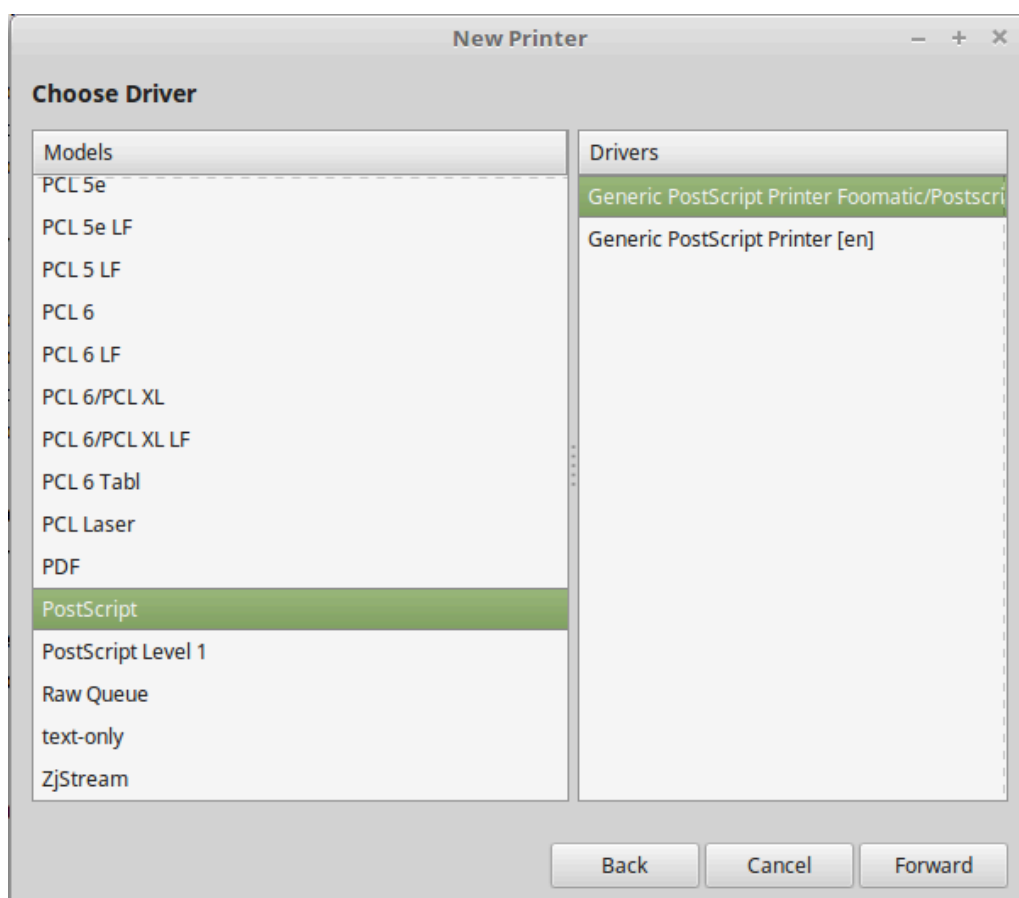 New Printer
Choose Driver
Models
PCL 5e
PCL 5e LF
PCL 5 LF
PCL 6
PCL 6 LF
PCL 6/PCL XL
PCL 6/PCL XL LF
PCL 6 Tabl
PCL Laser
PDF
PostScript
PostScript Level 1
Raw Queue
text-only
ZjStream
Drivers
Generic PostScript Printer Foomatic/Postscri
Generic PostScript Printer [en]
Back Cancel Forward